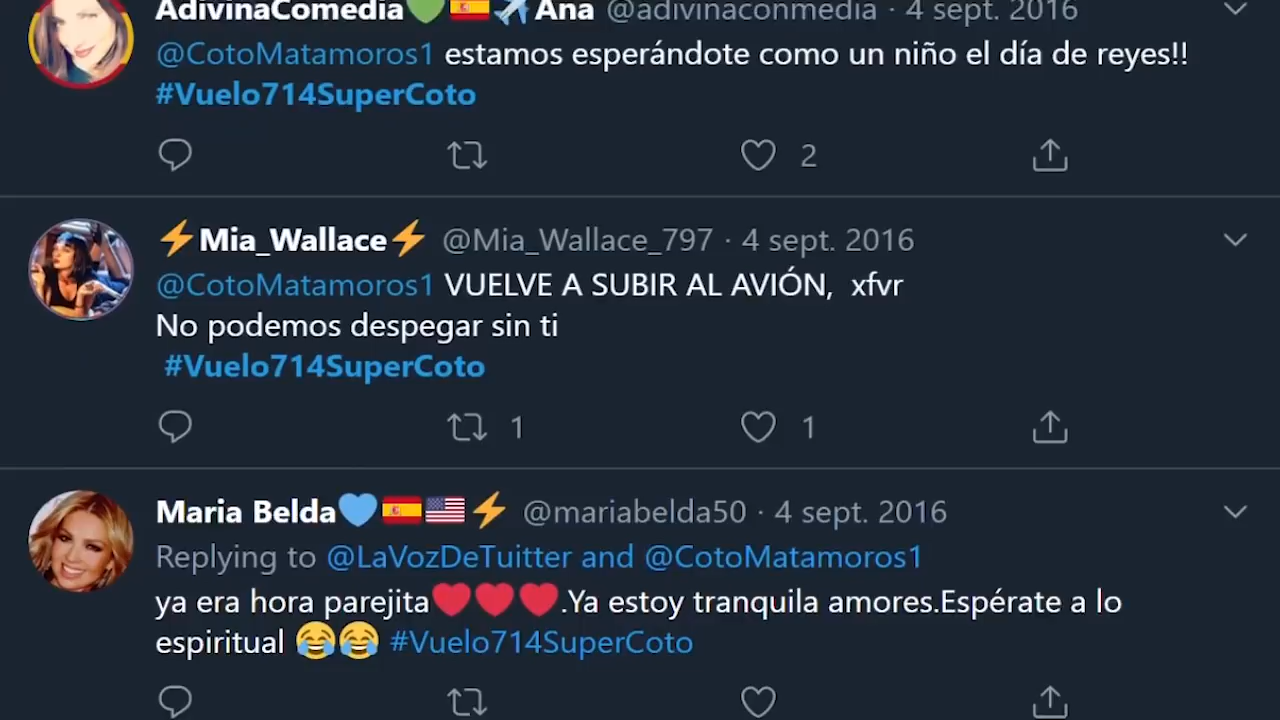 AdivinaComedia💚🇪🇸✈️Ana @adivinaconmedia · 4 sept. 2016
@CotoMatamoros1 estamos esperándote como un niño el día de reyes!!
#Vuelo714SuperCoto
2
⚡Mia_Wallace⚡ @Mia_Wallace_797 · 4 sept. 2016
@CotoMatamoros1 VUELVE A SUBIR AL AVIÓN, xfvr
No podemos despegar sin ti
#Vuelo714SuperCoto
1 1
Maria Belda💙🇪🇸🇺🇸⚡ @mariabelda50 · 4 sept. 2016
Replying to @LaVozDeTuitter and @CotoMatamoros1
ya era hora parejita❤️❤️❤️.Ya estoy tranquila amores.Espérate a lo
espiritual 😂😂 #Vuelo714SuperCoto